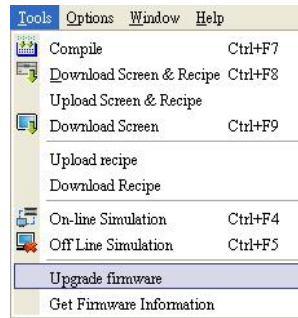 Tools Options Window Help
Compile Ctrl+F7
Download Screen & Recipe Ctrl+F8
Upload Screen & Recipe
Download Screen Ctrl+F9
Upload recipe
Download Recipe
On-line Simulation Ctrl+F4
Off Line Simulation Ctrl+F5
Upgrade firmware
Get Firmware Information